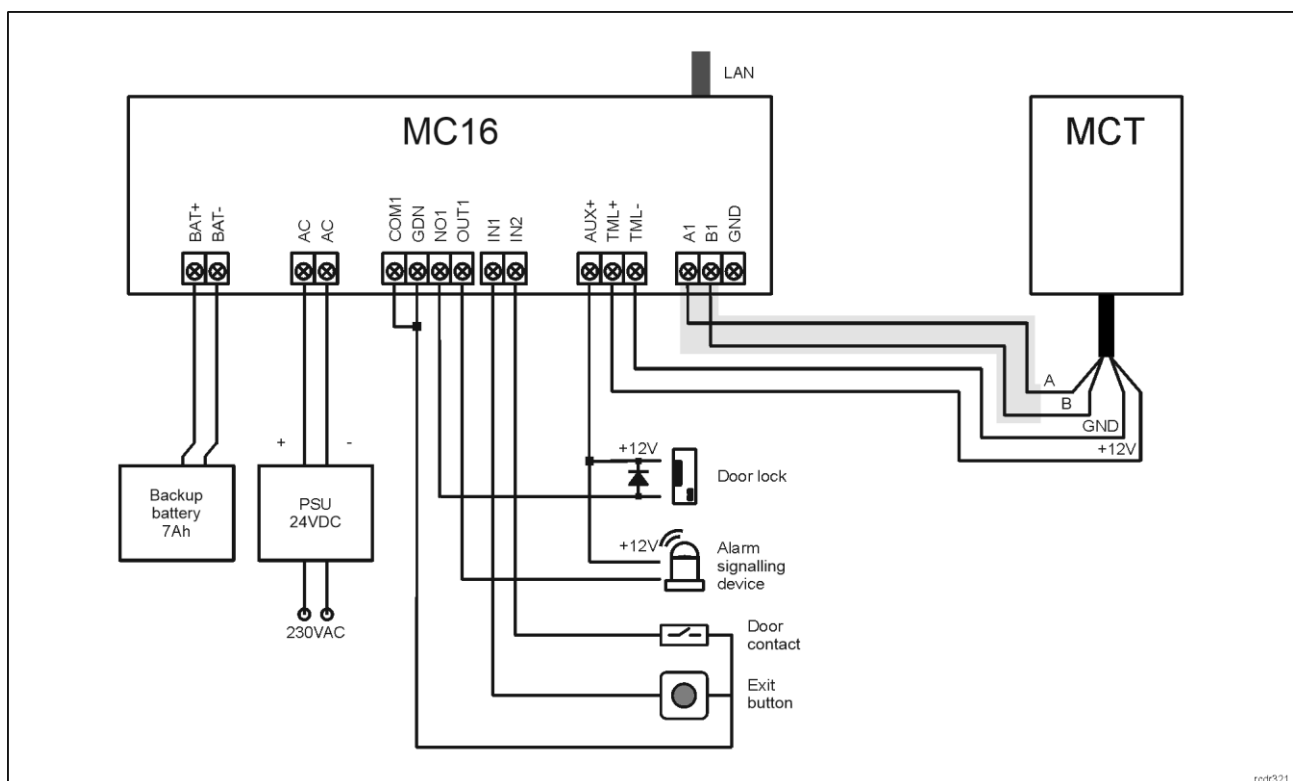 LAN
MC16
MCT
BAT+
BAT-
AC
AC
COM1
GDN
NO1
OUT1
IN1
IN2
AUX+
TML+
TML-
A1
B1
GND
A
B
GND
+12V
+ -
Backup
battery
7Ah
PSU
24VDC
230VAC
+12V
Door lock
+12V
Alarm
signalling
device
Door
contact
Exit
button
rcdr321